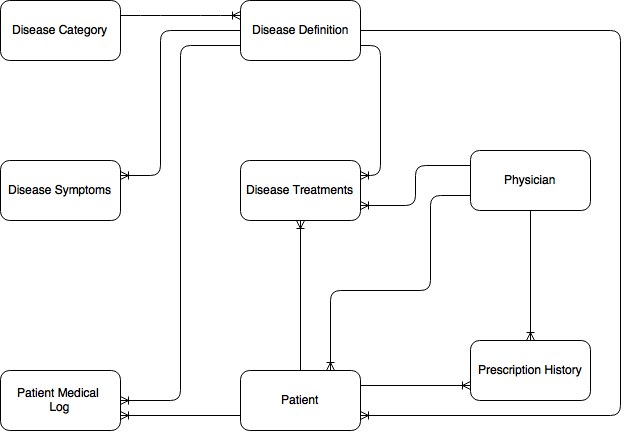 Disease Category
Disease Definition
Disease Symptoms
Disease Treatments
Physician
Patient Medical
Log
Patient
Prescription History